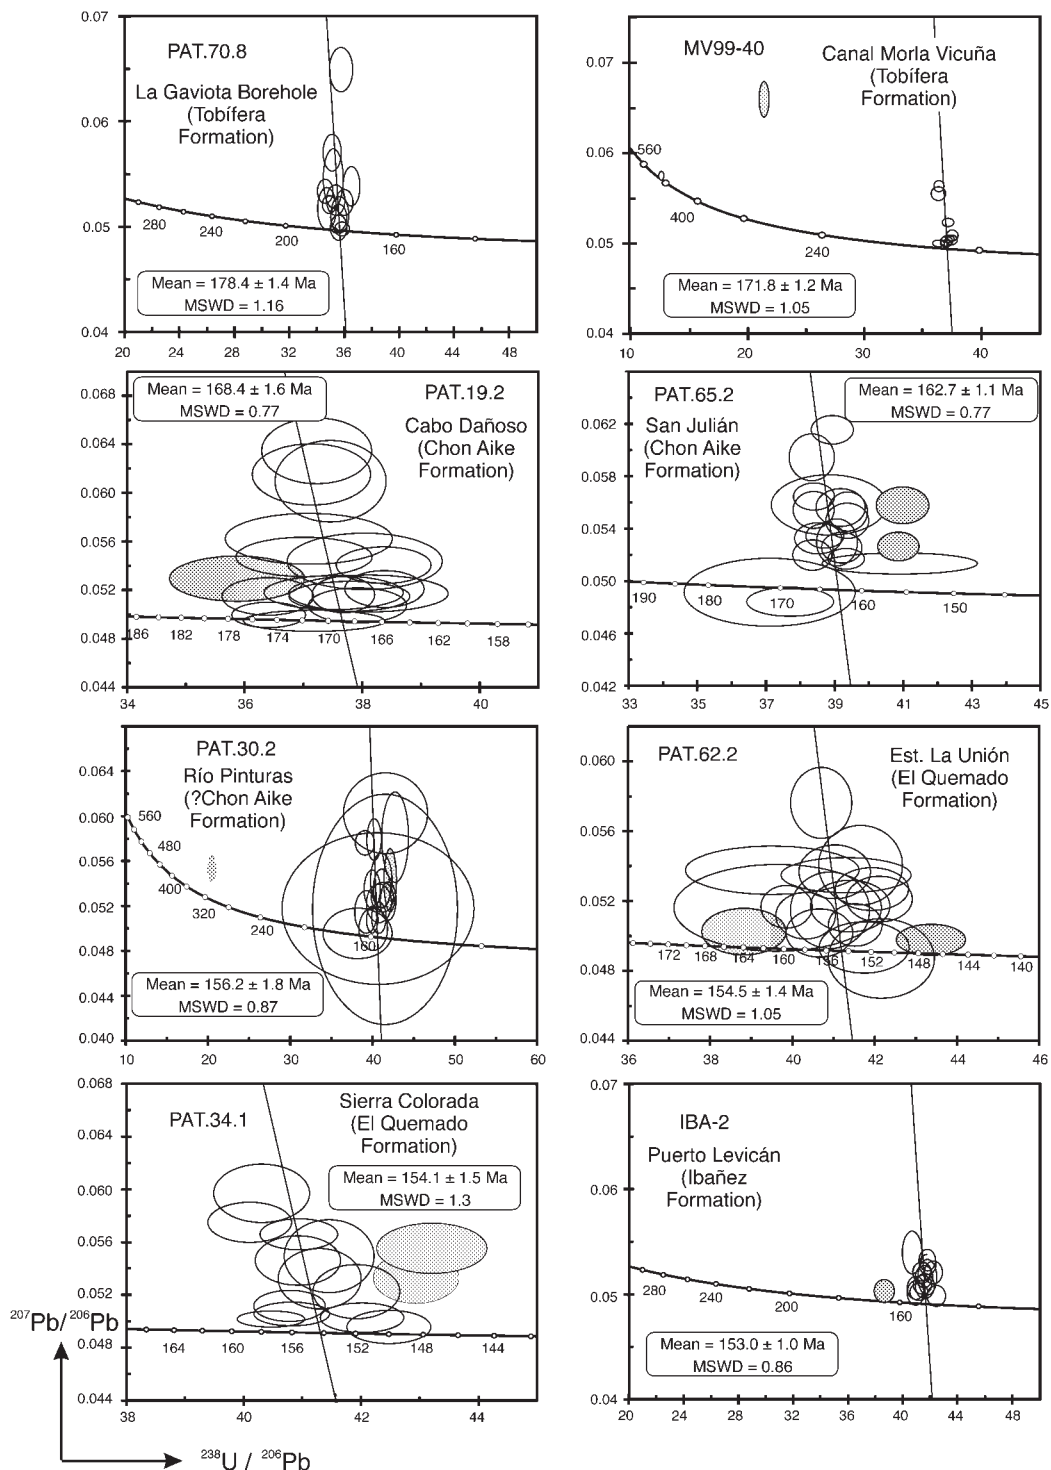 0.07
0.06
0.05
0.04
PAT.70.8
La Gaviota Borehole
(Tobífera
Formation)
280
240
200
160
Mean = 178.4 ± 1.4 Ma
MSWD = 1.16
20
24
28
32
36
40
44
48
0.07
0.06
0.05
0.04
MV99-40
Canal Morla Vicuña
(Tobífera
Formation)
560
400
240
Mean = 171.8 ± 1.2 Ma
MSWD = 1.05
10
20
30
40
0.068
0.064
0.060
0.056
0.052
0.048
0.044
Mean = 168.4 ± 1.6 Ma
MSWD = 0.77
PAT.19.2
Cabo Dañoso
(Chon Aike
Formation)
186
182
178
174
170
166
162
158
34
36
38
40
0.062
0.058
0.054
0.050
0.046
0.042
PAT.65.2
San Julián
(Chon Aike
Formation)
Mean = 162.7 ± 1.1 Ma
MSWD = 0.77
190
180
170
160
150
33
35
37
39
41
43
45
0.064
0.060
0.056
0.052
0.048
0.044
0.040
PAT.30.2
Río Pinturas
(?Chon Aike
Formation)
560
480
400
320
240
160
Mean = 156.2 ± 1.8 Ma
MSWD = 0.87
10
20
30
40
50
60
0.060
0.056
0.052
0.048
0.044
PAT.62.2
Est. La Unión
(El Quemado
Formation)
172
168
164
160
156
152
148
144
140
Mean = 154.5 ± 1.4 Ma
MSWD = 1.05
36
38
40
42
44
46
0.068
0.064
0.060
0.056
0.052
0.048
0.044
PAT.34.1
Sierra Colorada
(El Quemado
Formation)
Mean = 154.1 ± 1.5 Ma
MSWD = 1.3
164
160
156
152
148
144
38
40
42
44
0.07
0.06
0.05
0.04
IBA-2
Puerto Levicán
(Ibañez
Formation)
280
240
200
160
Mean = 153.0 ± 1.0 Ma
MSWD = 0.86
20
24
28
32
36
40
44
48
207Pb/206Pb
238U / 206Pb